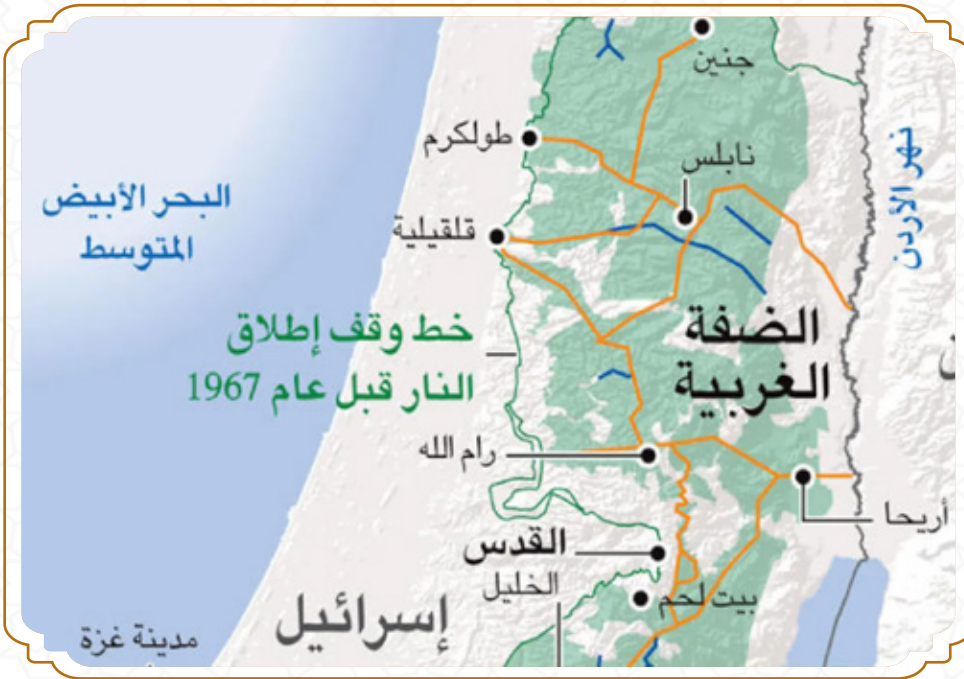 جنين
طولكرم
نابلس
نهر الأردن
البحر الأبيض
المتوسط
قلقيلية
الضفة
الغربية
خط وقف إطلاق
النار قبل عام 1967
رام الله
أريحا
القدس
الخليل
بيت لحم
إسرائيل
مدينة غزة